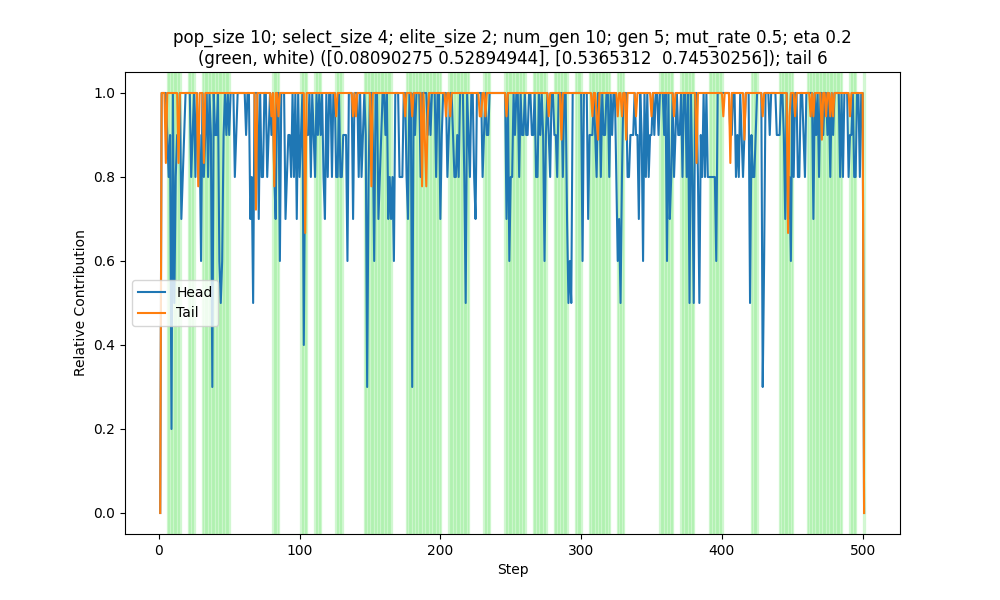 pop_size 10; select_size 4; elite_size 2; num_gen 10; gen 5; mut_rate 0.5; eta 0.2
(green, white) ([0.08090275 0.52894944], [0.5365312  0.74530256]); tail 6
1.0
0.8
0.6
0.4
0.2
0.0
Relative Contribution
Head
Tail
0 100 200 300 400 500
Step